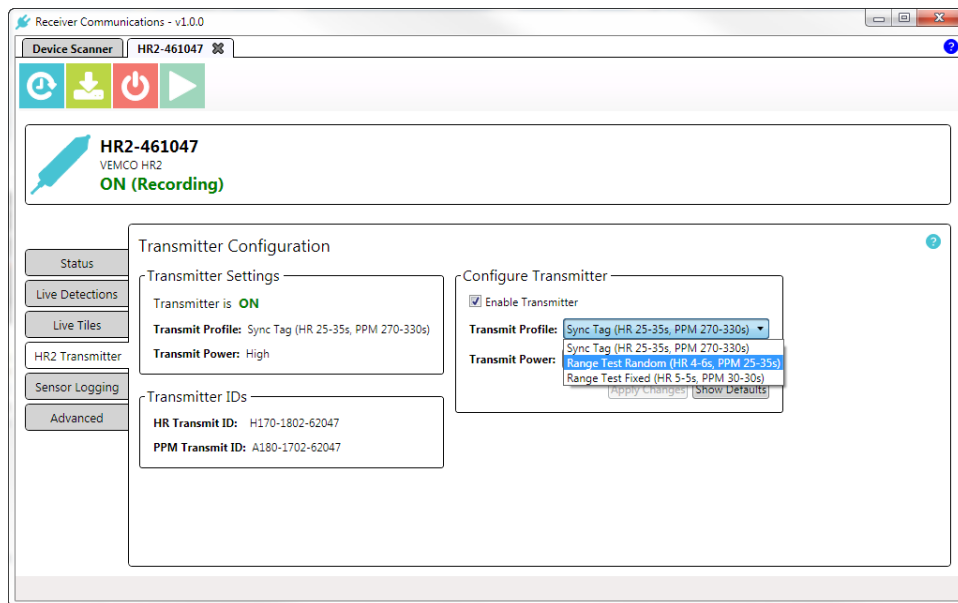 Receiver Communications - v1.0.0
Device Scanner
HR2-461047
HR2-461047
VEMCO HR2
ON (Recording)
Status
Live Detections
Live Tiles
HR2 Transmitter
Sensor Logging
Advanced
Transmitter Configuration
Transmitter Settings
Transmitter is ON
Transmit Profile: Sync Tag (HR 25-35s, PPM 270-330s)
Transmit Power: High
Transmitter IDs
HR Transmit ID: H170-1802-62047
PPM Transmit ID: A180-1702-62047
Configure Transmitter
Enable Transmitter
Transmit Profile: Sync Tag (HR 25-35s, PPM 270-330s)
Sync Tag (HR 25-35s, PPM 270-330s)
Transmit Power: Range Test Random (HR 4-6s, PPM 25-35s)
Range Test Fixed (HR 5-5s, PPM 30-30s)
Apply Changes Show Defaults